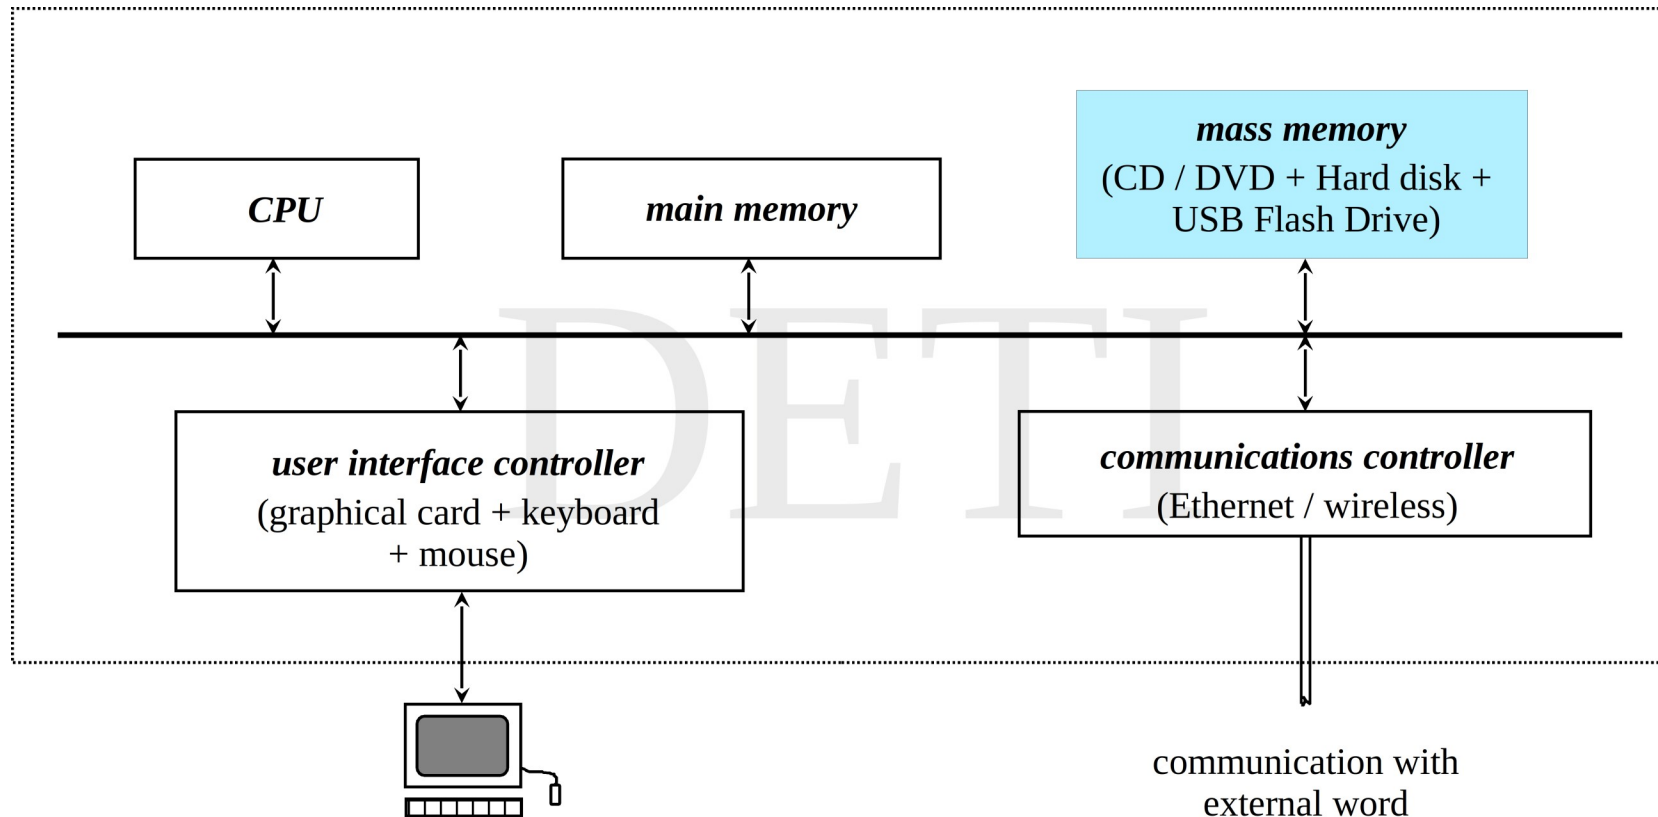 CPU
main memory
mass memory
(CD / DVD + Hard disk +
USB Flash Drive)
DETI
user interface controller
(graphical card + keyboard
+ mouse)
communications controller
(Ethernet / wireless)
communication with
external word